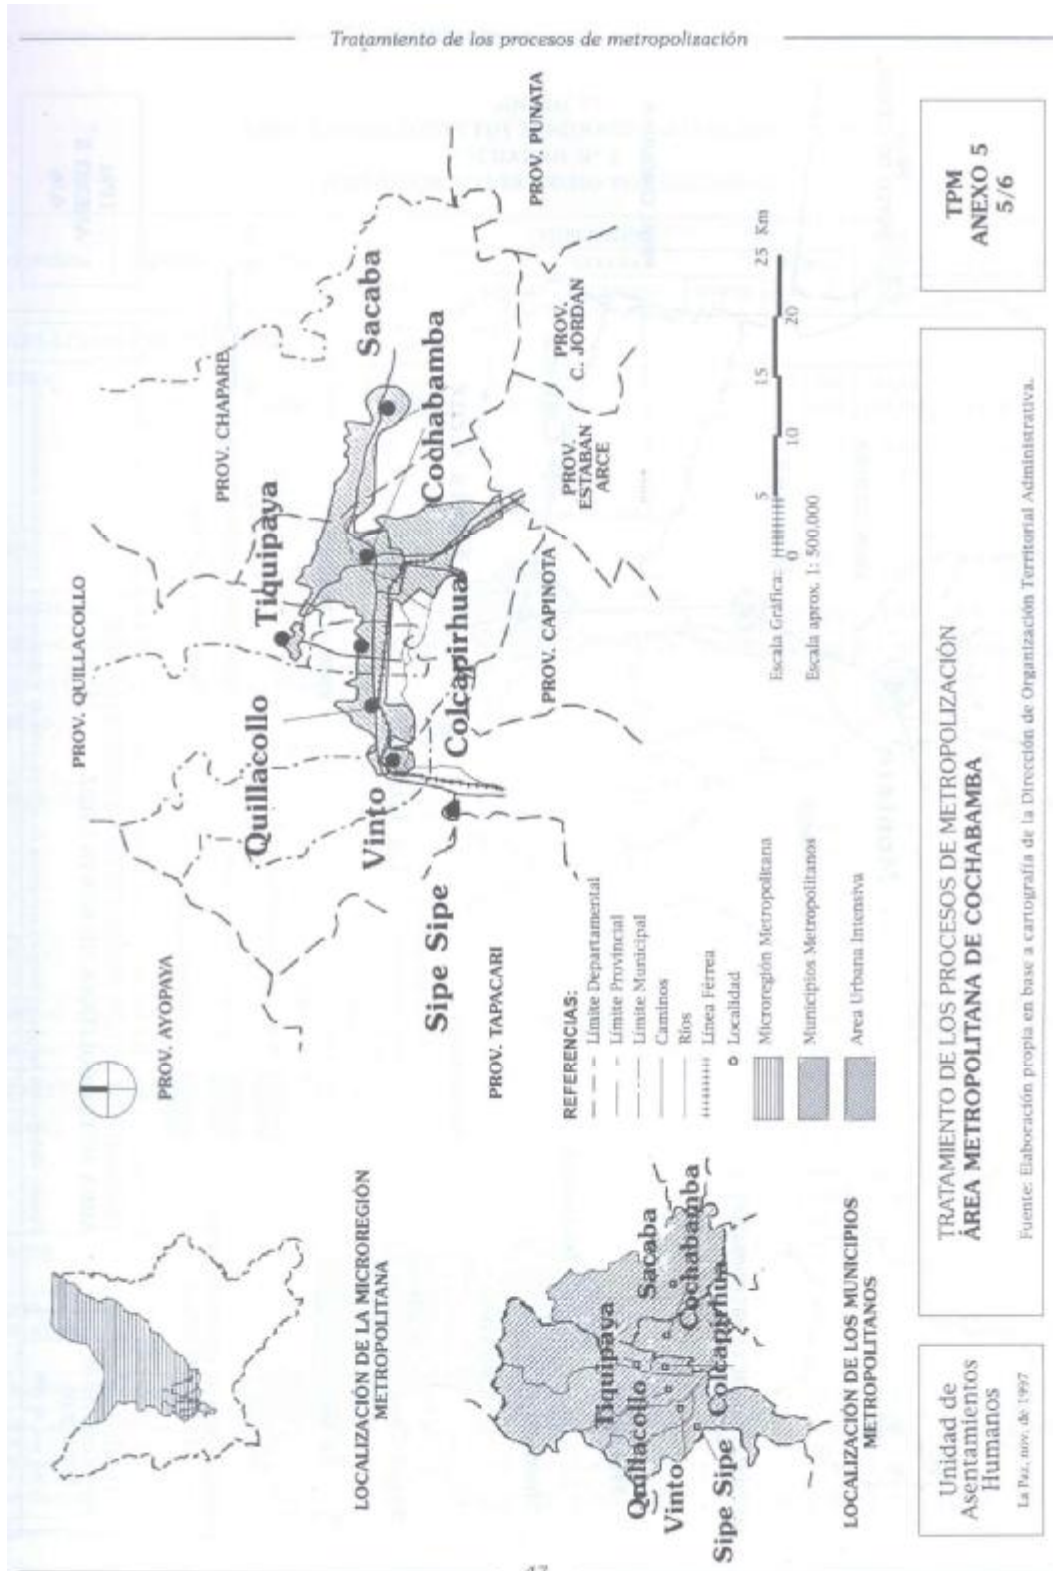 Tratamiento de los procesos de metropolización
PROV. AYOPAYA
PROV. QUILLACOLLO
PROV. CHAPARE
PROV. PUNATA
PROV. TAPACARI
PROV. CAPINOTA
PROV.
ESTABAN
ARCE
PROV.
C. JORDAN
Sipe Sipe
Vinto
Quillacollo
Colcapirhua
Tiquipaya
Cochabamba
Sacaba
LOCALIZACIÓN DE LA MICROREGIÓN
METROPOLITANA
Quillacollo
Vinto
Sipe Sipe
Tiquipaya
Colcapirhua
Sacaba
Cochabamba
LOCALIZACIÓN DE LOS MUNICIPIOS
METROPOLITANOS
REFERENCIAS:
Límite Departamental
Límite Provincial
Límite Municipal
Caminos
Ríos
Línea Férrea
Localidad
Microregión Metropolitana
Municipios Metropolitanos
Area Urbana Intensiva
Escala Gráfica:
0 5 10 15 20 25 Km
Escala aprox. 1: 500.000
Unidad de
Asentamientos
Humanos
La Paz, nov. de 1997
TRATAMIENTO DE LOS PROCESOS DE METROPOLIZACIÓN
ÁREA METROPOLITANA DE COCHABAMBA
Fuente: Elaboración propia en base a cartografía de la Dirección de Organización Territorial Administrativa.
TPM
ANEXO 5
5/6